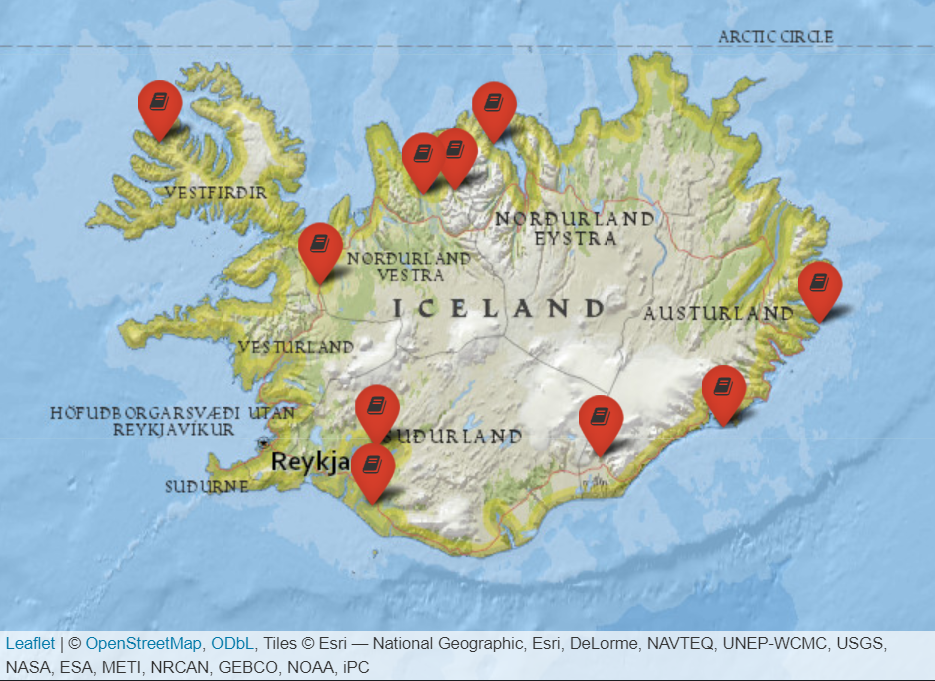 ARCTIC CIRCLE
VESTFIRÐIR
NORÐURLAND
EYSTRA
NORÐURLAND
VESTRA
ICELAND
AUSTURLAND
VESTURLAND
HÖFUÐBORGARSVÆÐI UTAN
REYKJAVÍKUR
SUÐURLAND
Reykja
SUÐURNE
Leaflet | © OpenStreetMap, ODbL, Tiles © Esri — National Geographic, Esri, DeLorme, NAVTEQ, UNEP-WCMC, USGS,
NASA, ESA, METI, NRCAN, GEBCO, NOAA, iPC